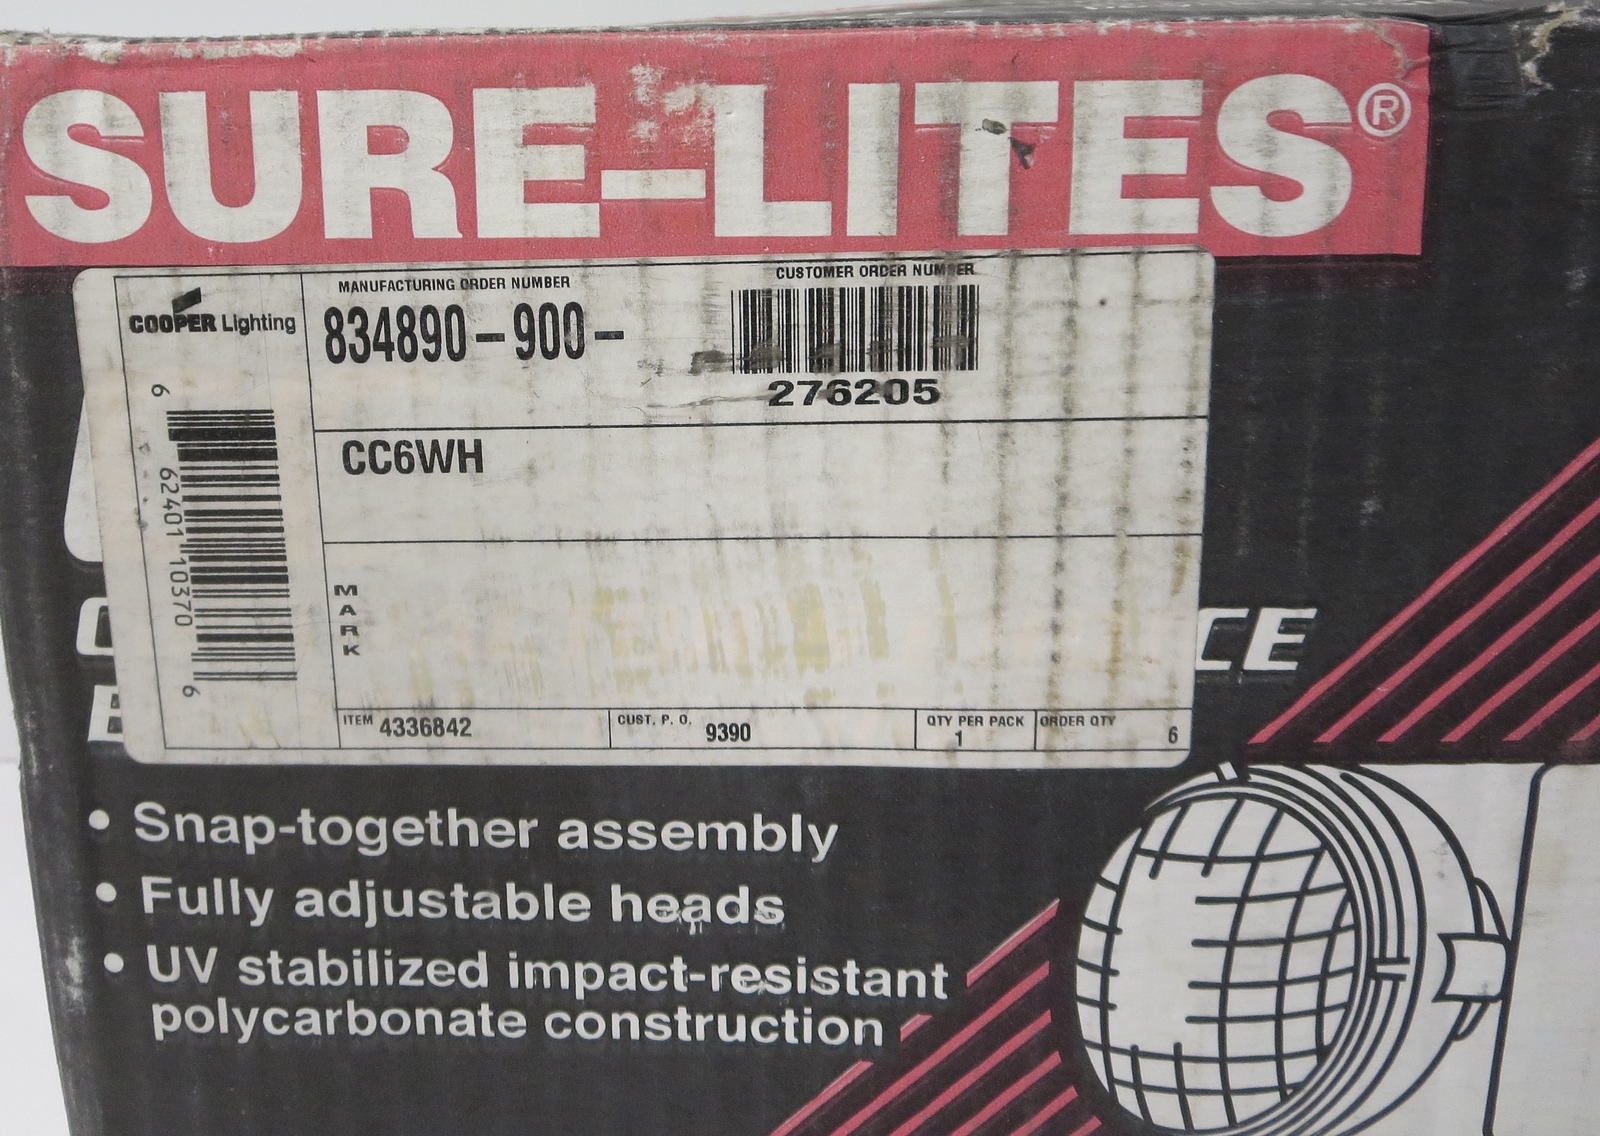 SURE-LITES®
COOPER Lighting
MANUFACTURING ORDER NUMBER
834890-900-
CUSTOMER ORDER NUMBER
276205
6 62401 10370 6
CC6WH
MARK
ITEM 4336842
CUST. P. O. 9390
QTY PER PACK 1
ORDER QTY 6
CE
• Snap-together assembly
• Fully adjustable heads
• UV stabilized impact-resistant
polycarbonate construction